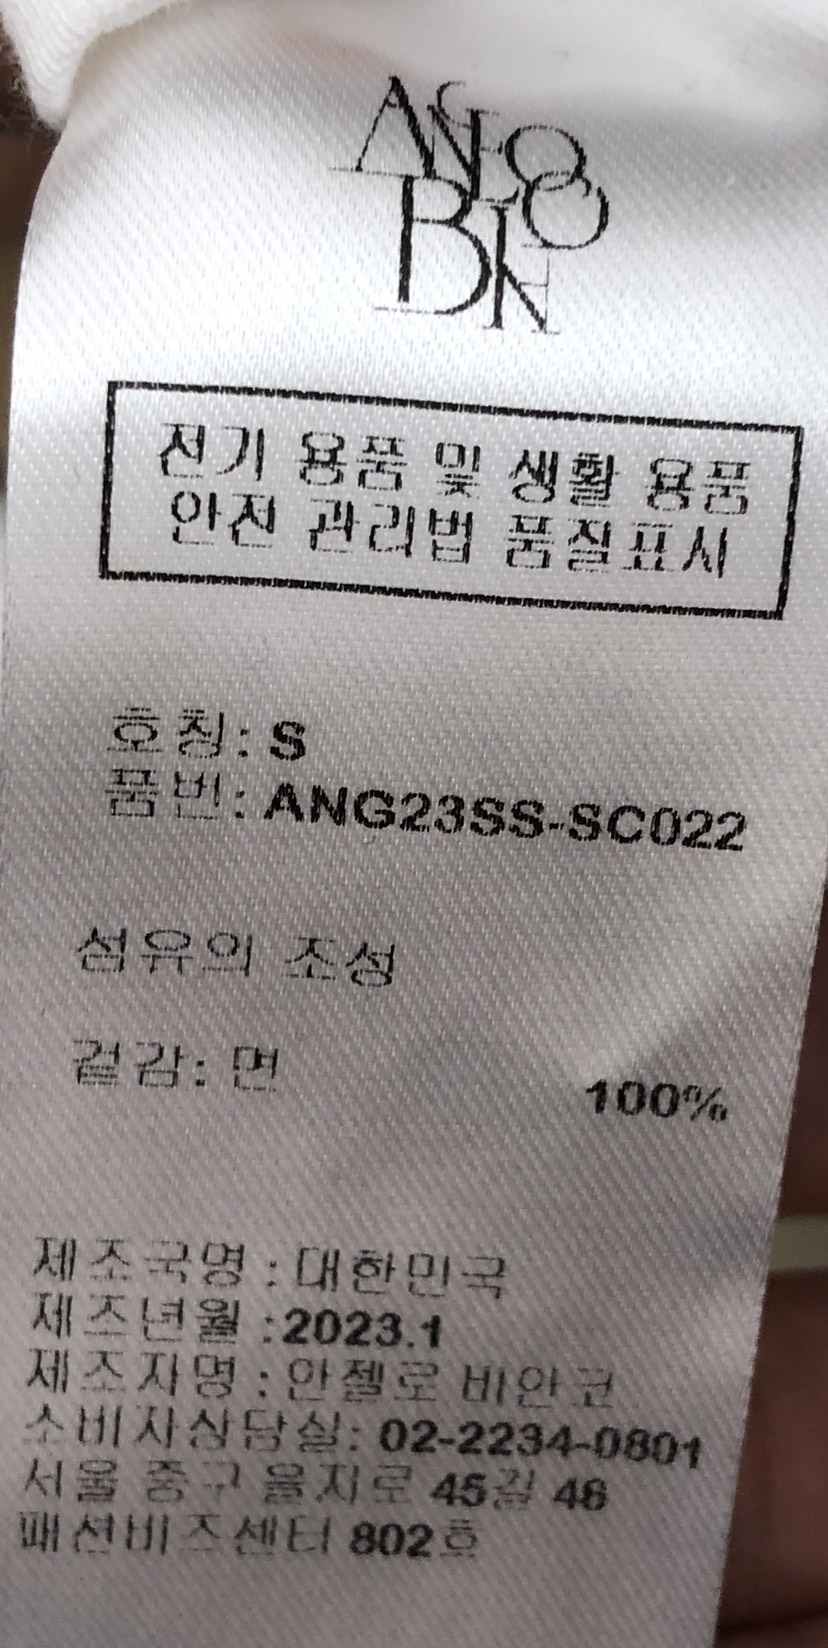 ANGELO
BIANCO
전기 용품 및 생활 용품
안전 관리법 품질표시
호칭: S
품번: ANG23SS-SC022
섬유의 조성
겉감: 면 100%
제조국명 : 대한민국
제조년월 :2023.1
제조자명 : 안젤로 비안코
소비자상담실: 02-2234-0801
서울 중구 을지로 45길 46
패션비즈센터 802호